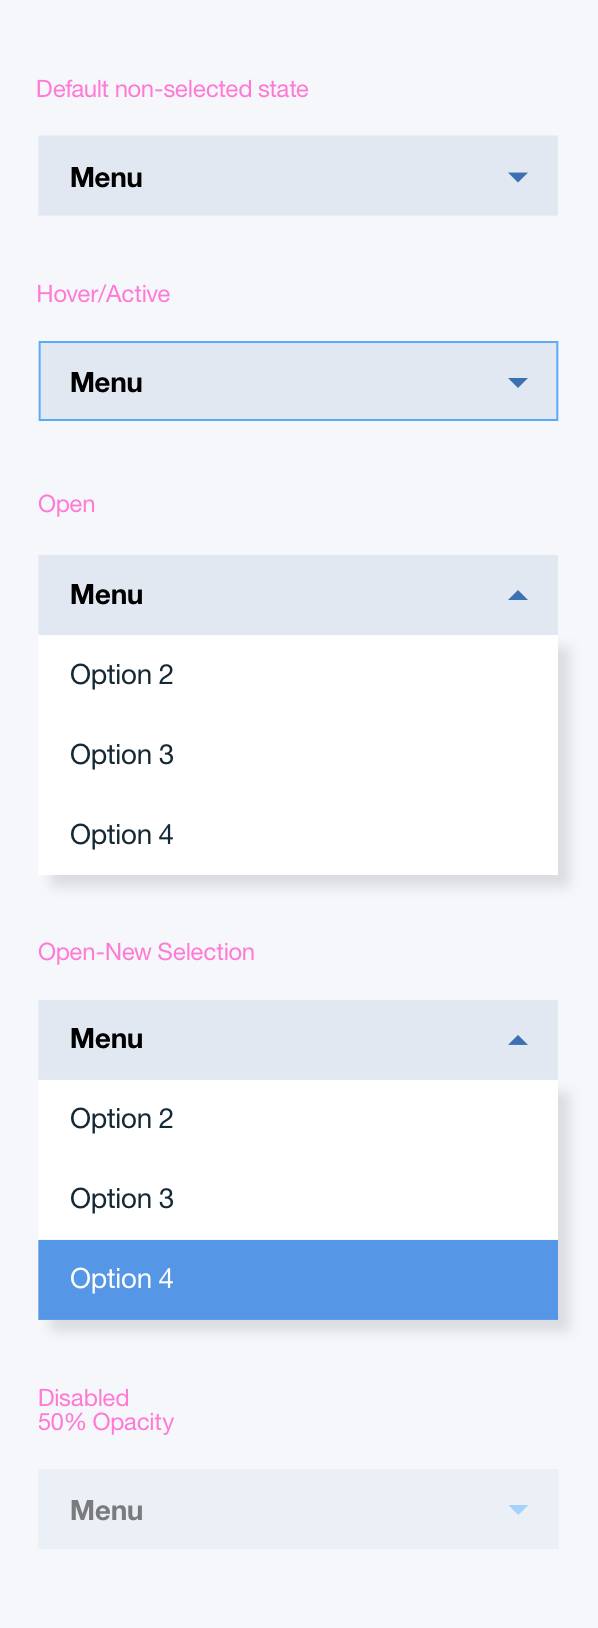 Default non-selected state
Menu
Hover/Active
Menu
Open
Menu
Option 2
Option 3
Option 4
Open-New Selection
Menu
Option 2
Option 3
Option 4
Disabled
50% Opacity
Menu